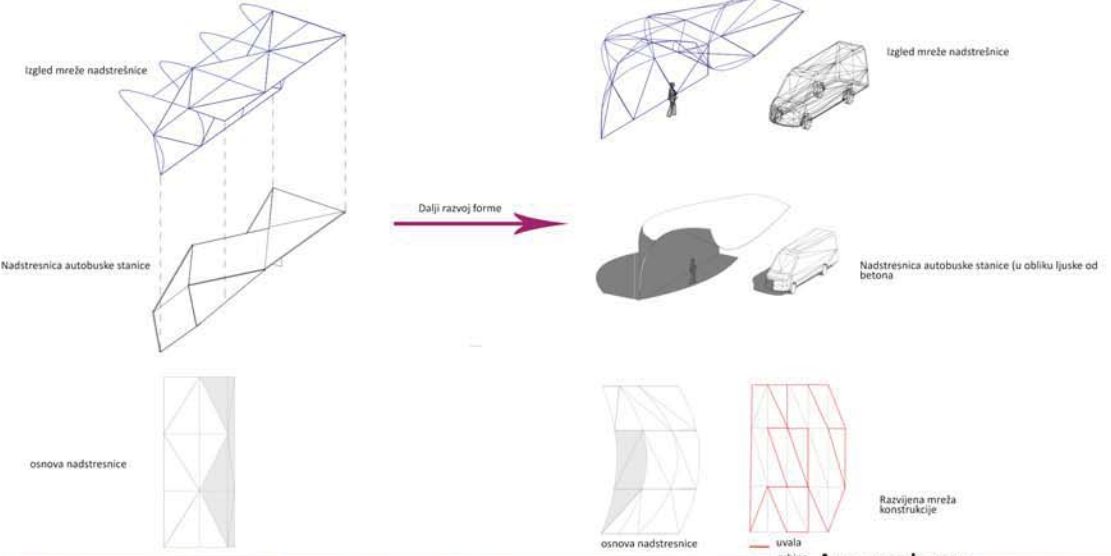 Izgled mreže nadstrešnice
Izgled mreže nadstrešnice
Dalji razvoj forme
Nadstresnica autobuske stanice
Nadstresnica autobuske stanice (u obliku ljuske od
betona
osnova nadstresnice
Razvijena mreža
konstrukcije
osnova nadstresnice
uvala